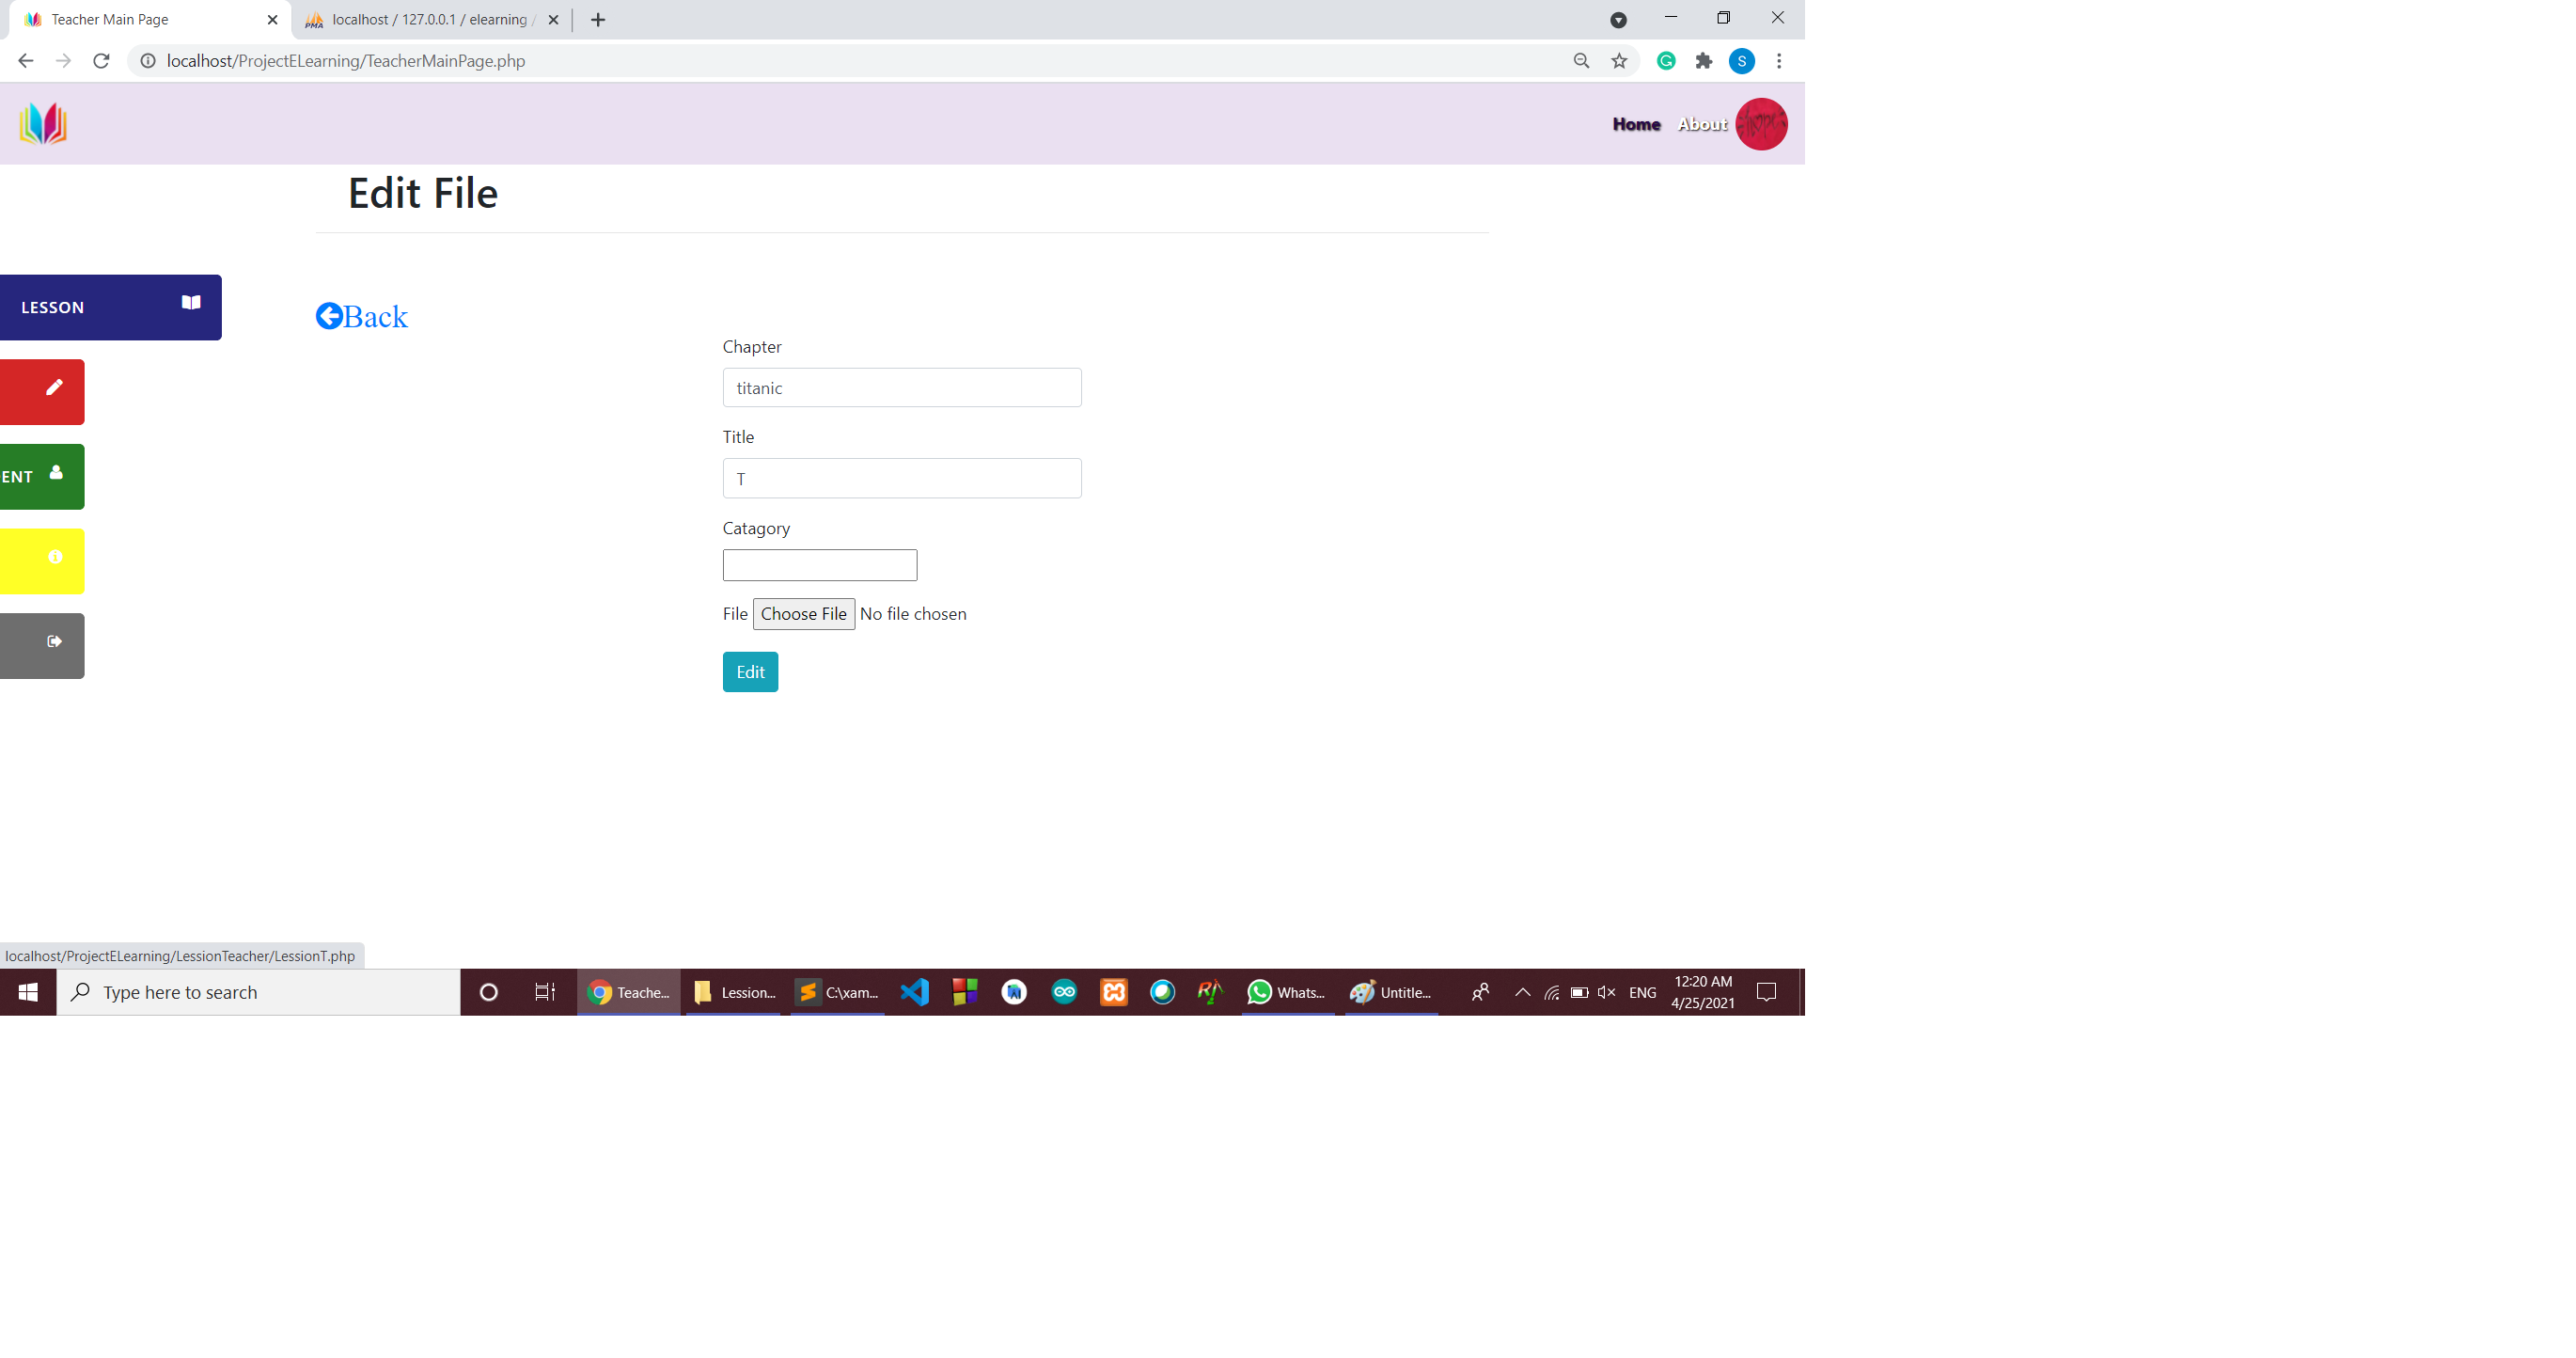 Teacher Main Page
localhost / 127.0.0.1 / elearning /
localhost/ProjectELearning/TeacherMainPage.php
S
Home About hope
Edit File
LESSON
Back
Chapter
titanic
Title
T
ENT
Catagory
File Choose File No file chosen
Edit
localhost/ProjectELearning/LessionTeacher/LessionT.php
Type here to search
Teache...
Lession...
C:\xam...
Whats...
Untitle...
ENG
12:20 AM
4/25/2021